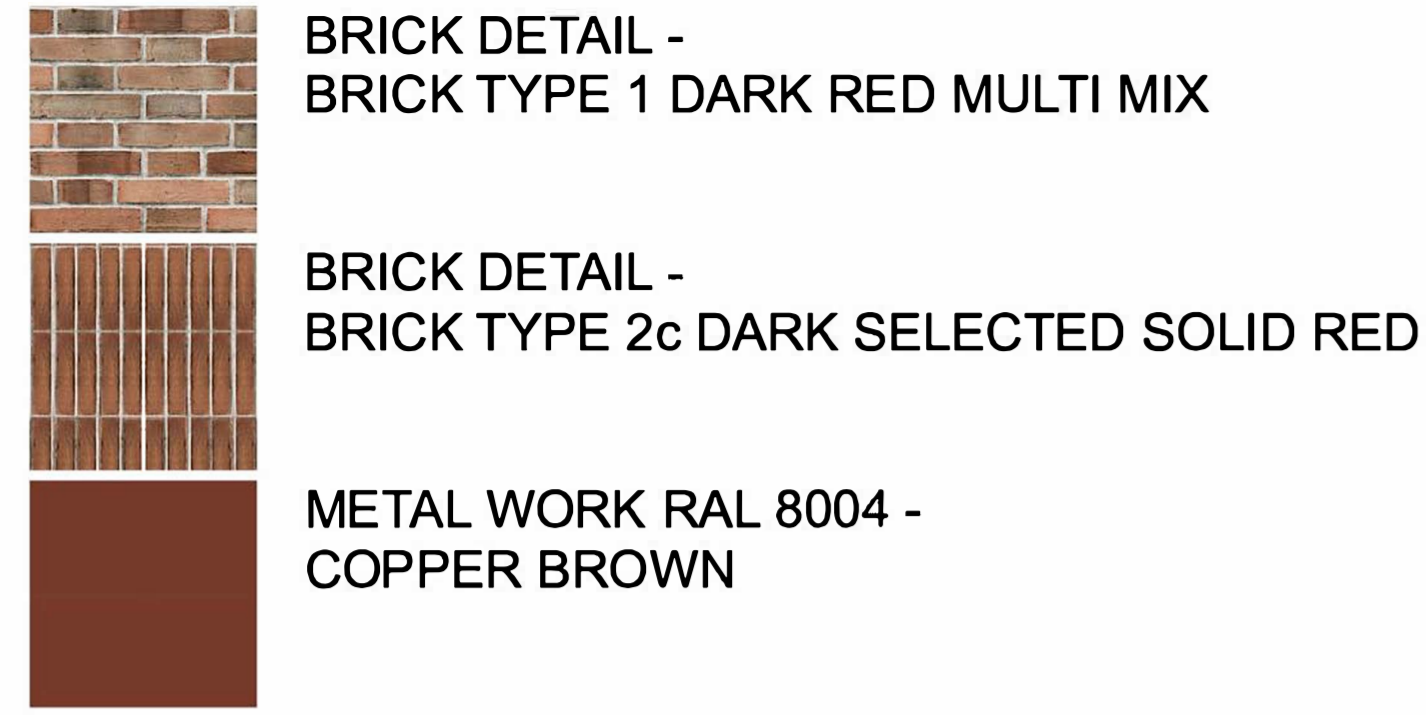 BRICK DETAIL -
BRICK TYPE 1 DARK RED MULTI MIX
BRICK DETAIL -
BRICK TYPE 2c DARK SELECTED SOLID RED
METAL WORK RAL 8004 -
COPPER BROWN